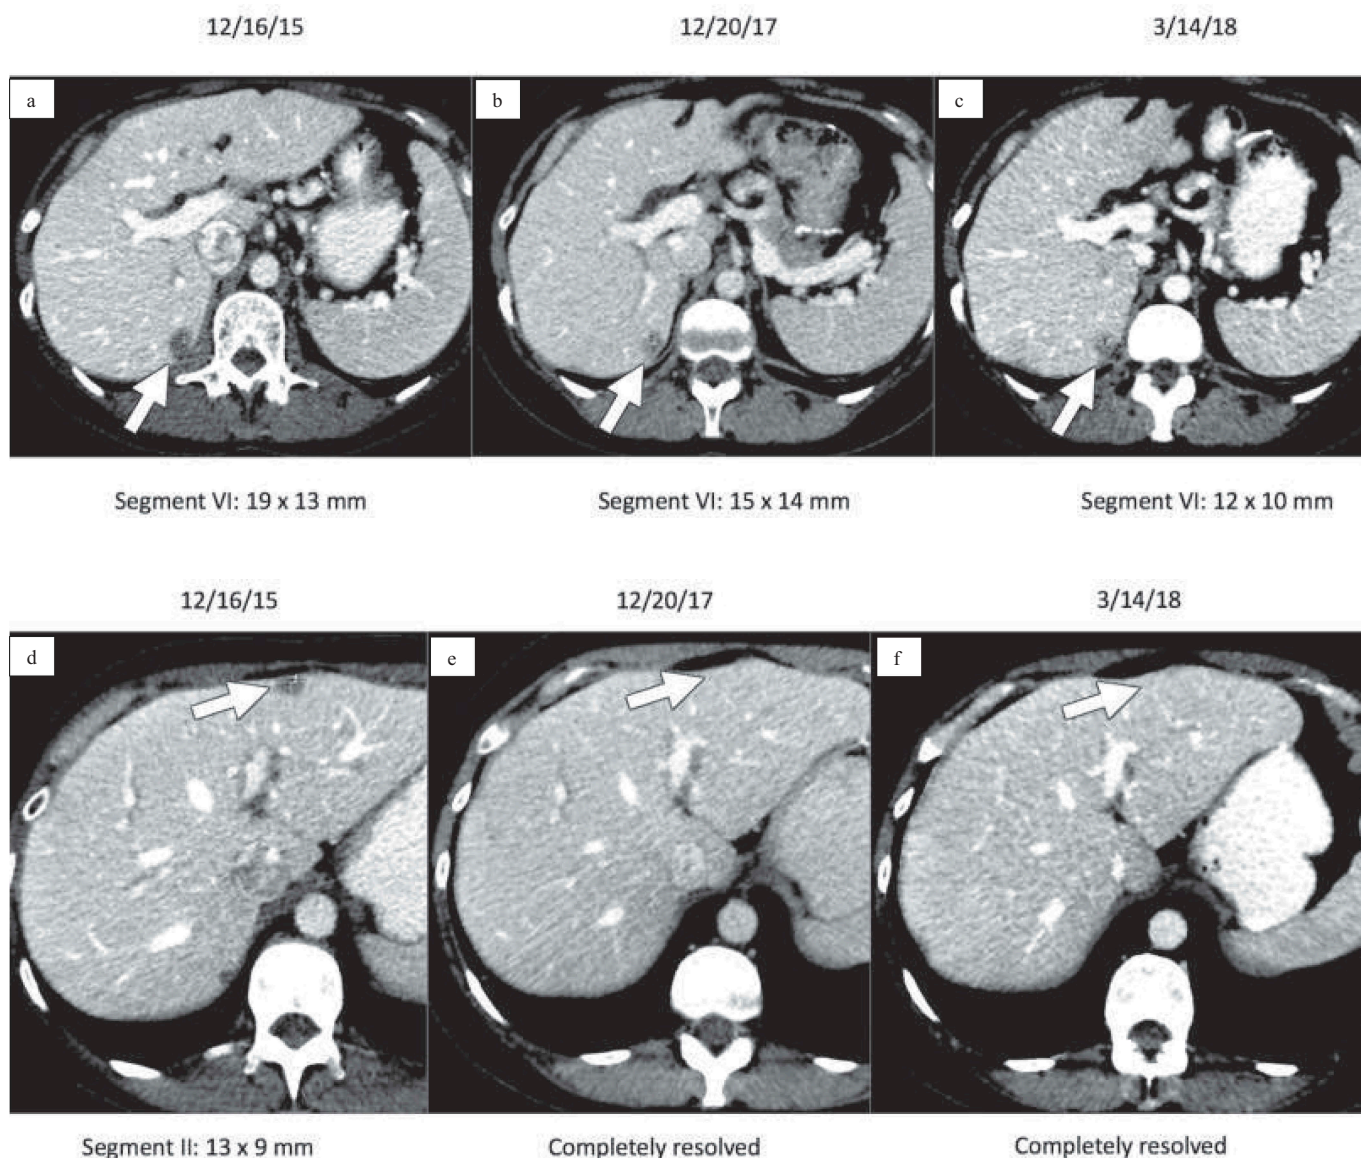 12/16/15 12/20/17 3/14/18
a b c
Segment VI: 19 x 13 mm Segment VI: 15 x 14 mm Segment VI: 12 x 10 mm
12/16/15 12/20/17 3/14/18
d e f
Segment II: 13 x 9 mm Completely resolved Completely resolved